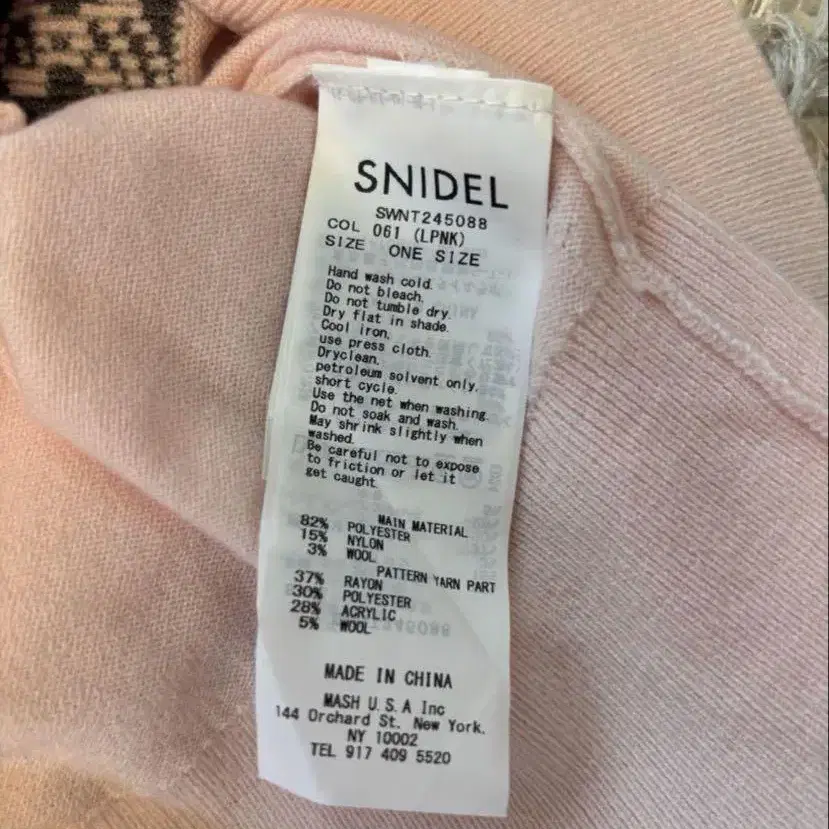 SNIDEL
SWNT245088
COL 061 (LPNK)
SIZE ONE SIZE
Hand wash cold.
Do not bleach.
Do not tumble dry.
Dry flat in shade.
Cool iron.
use press cloth.
Dryclean.
petroleum solvent only.
short cycle.
Use the net when washing.
Do not soak and wash.
May shrink slightly when
washed.
Be careful not to expose
to friction or let it
get caught.
MAIN MATERIAL
82% POLYESTER
15% NYLON
3% WOOL
PATTERN YARN PART
37% RAYON
30% POLYESTER
28% ACRYLIC
5% WOOL
MADE IN CHINA
MASH U.S.A Inc
144 Orchard St. New York.
NY 10002
TEL 917 409 5520